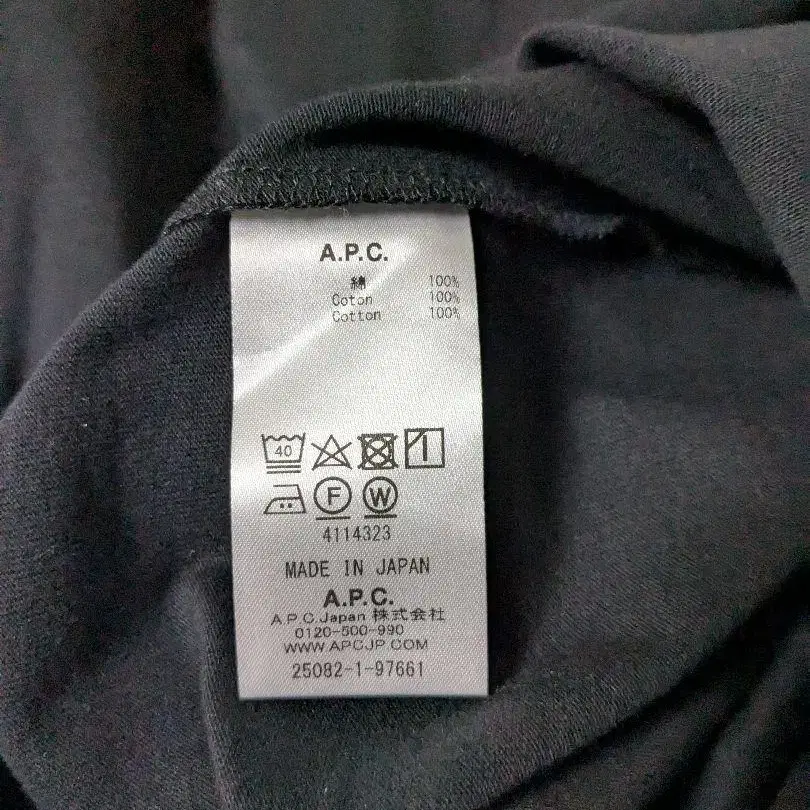 A.P.C.
綿 100%
Coton 100%
Cotton 100%
40
F W
4114323
MADE IN JAPAN
A.P.C.
A.P.C.Japan 株式会社
0120-500-990
WWW.APCJP.COM
25082-1-97661